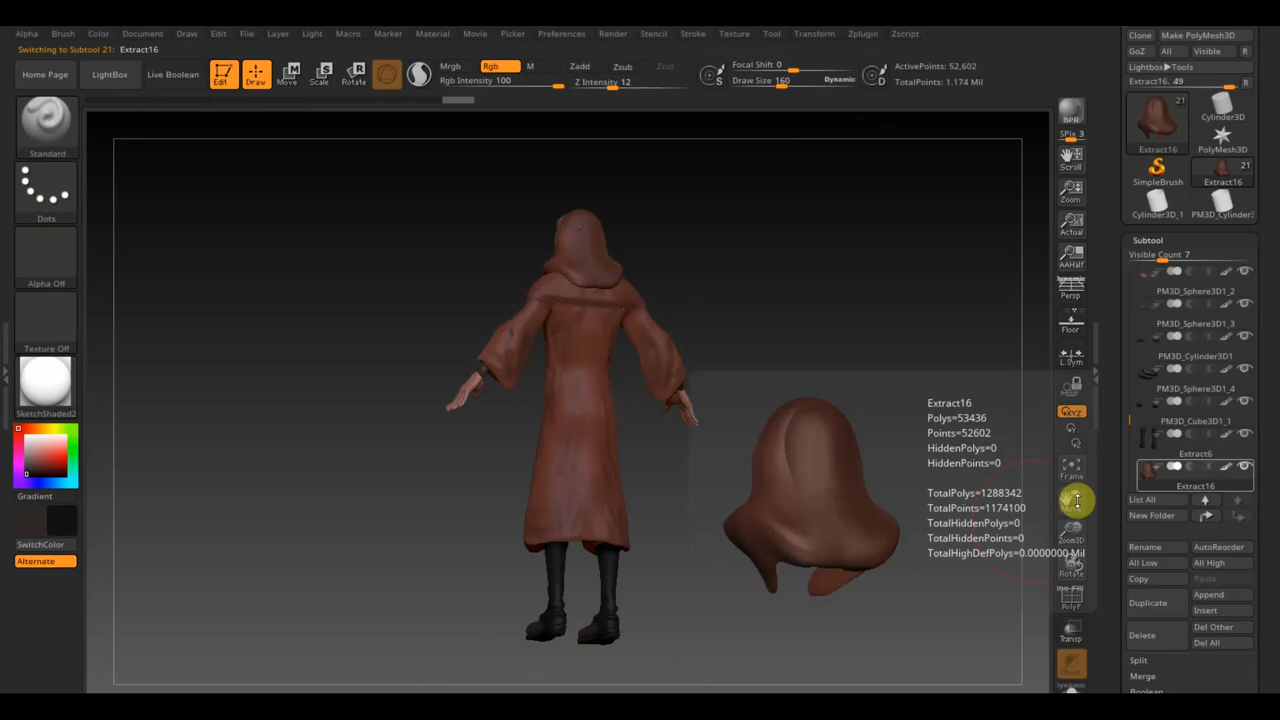 Alpha Brush Color Document Draw Edit File Layer Light Macro Marker Material Movie Picker Preferences Render Stencil Stroke Texture Tool Transform Zplugin Zscript
Switching to Subtool 21: Extract16
Home Page LightBox Live Boolean Edit Draw Move Scale Rotate
Mrgb Rgb M Zadd Zsub
Rgb Intensity 100 Z Intensity 12
Focal Shift 0
Draw Size 160 Dynamic
S D
ActivePoints: 52,602
TotalPoints: 1.174 Mil
Standard
Dots
Alpha Off
Texture Off
SketchShaded2
Gradient
SwitchColor
Alternate
Extract16
Polys=53436
Points=52602
HiddenPolys=0
HiddenPoints=0
TotalPolys=1288342
TotalPoints=1174100
TotalHiddenPolys=0
TotalHiddenPoints=0
TotalHighDefPolys=0.0000000 Mil
BPR
SPix 3
Scroll
Zoom
Actual
AAHalf
Dynamic
Persp
Floor
L.Sym
XYZ
Frame
Move
Zoom3D
Rotate
PolyF
Transp
Dynamic
Clone Make PolyMesh3D
GoZ All Visible R
Lightbox▶Tools
Extract16. 49 R
21
Extract16
Cylinder3D
PolyMesh3D
SimpleBrush
21
Extract16
Cylinder3D_1
Subtool
Visible Count 7
PM3D_Sphere3D1_2
PM3D_Sphere3D1_3
PM3D_Cylinder3D1
PM3D_Sphere3D1_4
PM3D_Cube3D1_1
Extract6
Extract16
List All
New Folder
Rename AutoReorder
All Low All High
Copy Paste
Duplicate Append
Insert
Delete Del Other
Del All
Split
Merge
Boolean